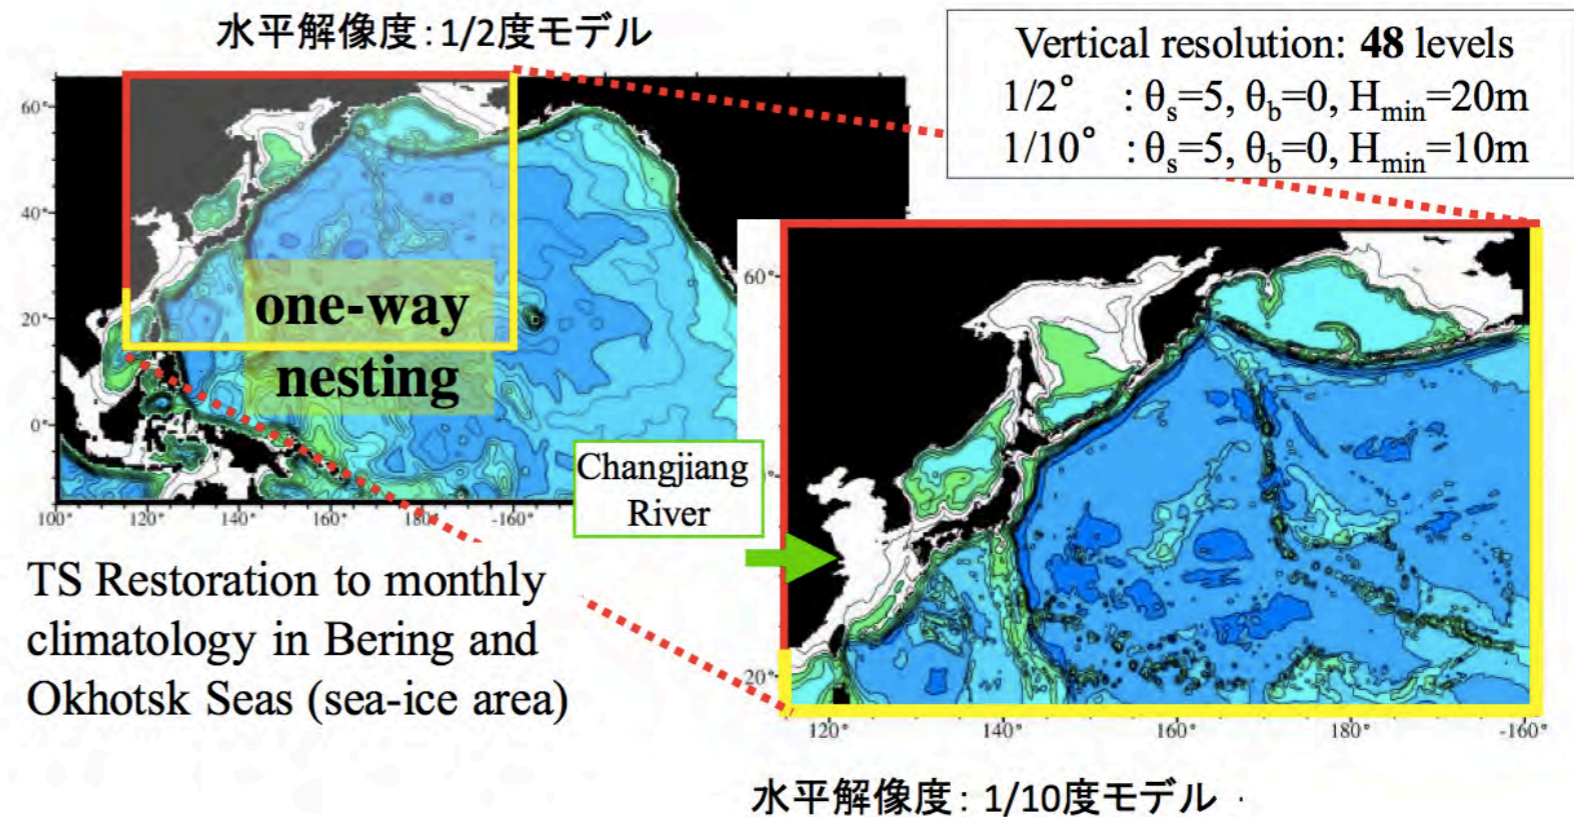 水平解像度：1/2度モデル
Vertical resolution: 48 levels
1/2° : θs=5, θb=0, Hmin=20m
1/10° : θs=5, θb=0, Hmin=10m
60°
40°
20°
0°
100° 120° 140° 160° 180° -160°
one-way
nesting
Changjiang
River
TS Restoration to monthly
climatology in Bering and
Okhotsk Seas (sea-ice area)
60°
20°
120° 140° 160° 180° -160°
水平解像度：1/10度モデル